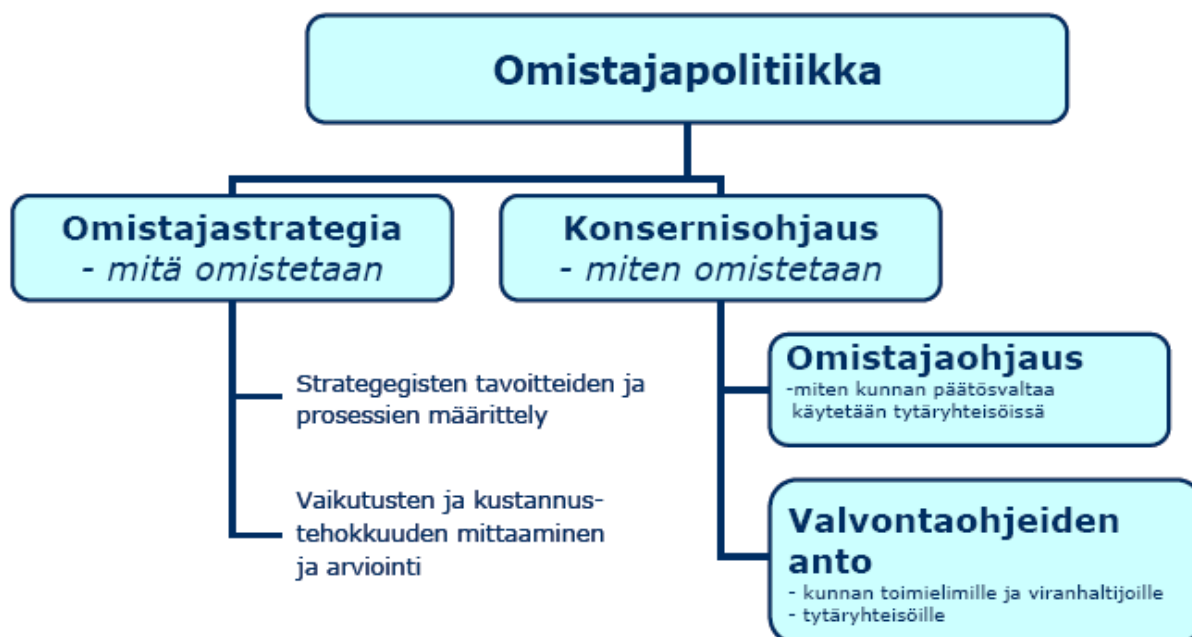 Omistajapolitiikka
Omistajastrategia
- mitä omistetaan
Konsernisohjaus
- miten omistetaan
Strategegisten tavoitteiden ja
prosessien määrittely
Vaikutusten ja kustannus-
tehokkuuden mittaaminen
ja arviointi
Omistajaohjaus
-miten kunnan päätösvaltaa
käytetään tytäryhteisöissä
Valvontaohjeiden
anto
- kunnan toimielimille ja viranhaltijoille
- tytäryhteisöille